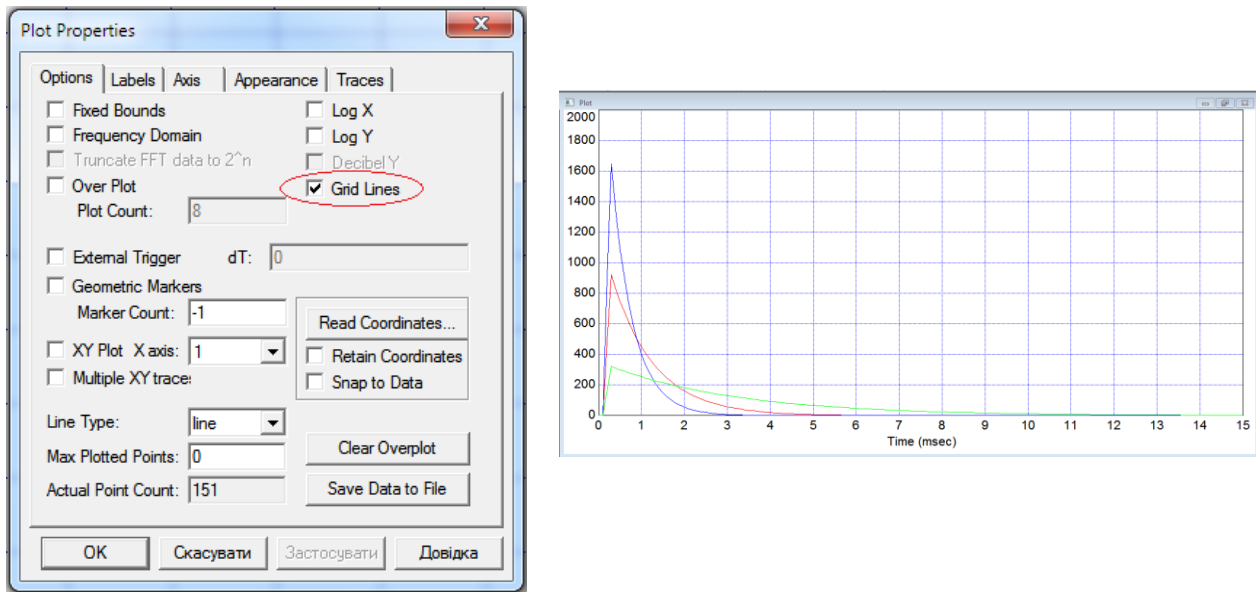 Plot Properties
Options Labels Axis Appearance Traces
Fixed Bounds
Log X
Frequency Domain
Log Y
Truncate FFT data to 2^n
Decibel Y
Over Plot
Grid Lines
Plot Count: 8
External Trigger dT: 0
Geometric Markers
Marker Count: -1
Read Coordinates...
XY Plot X axis: 1
Retain Coordinates
Multiple XY traces
Snap to Data
Line Type: line
Clear Overplot
Max Plotted Points: 0
Actual Point Count: 151
Save Data to File
OK Скасувати Застосувати Довідка
Plot
2000
1800
1600
1400
1200
1000
800
600
400
200
0
0 1 2 3 4 5 6 7 8 9 10 11 12 13 14 15
Time (msec)